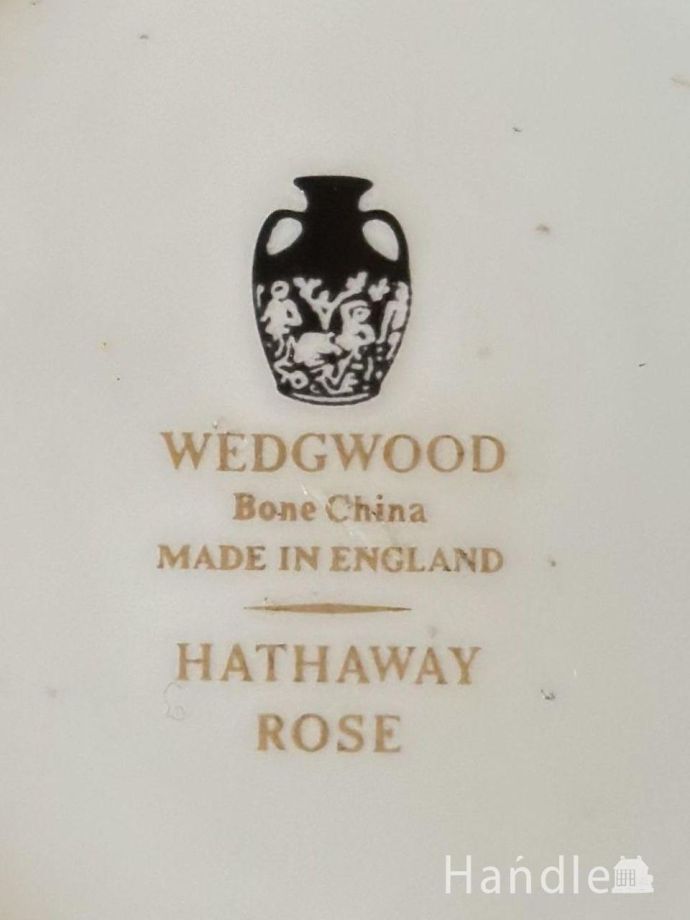 WEDGWOOD
Bone China
MADE IN ENGLAND
HATHAWAY
ROSE
Handle